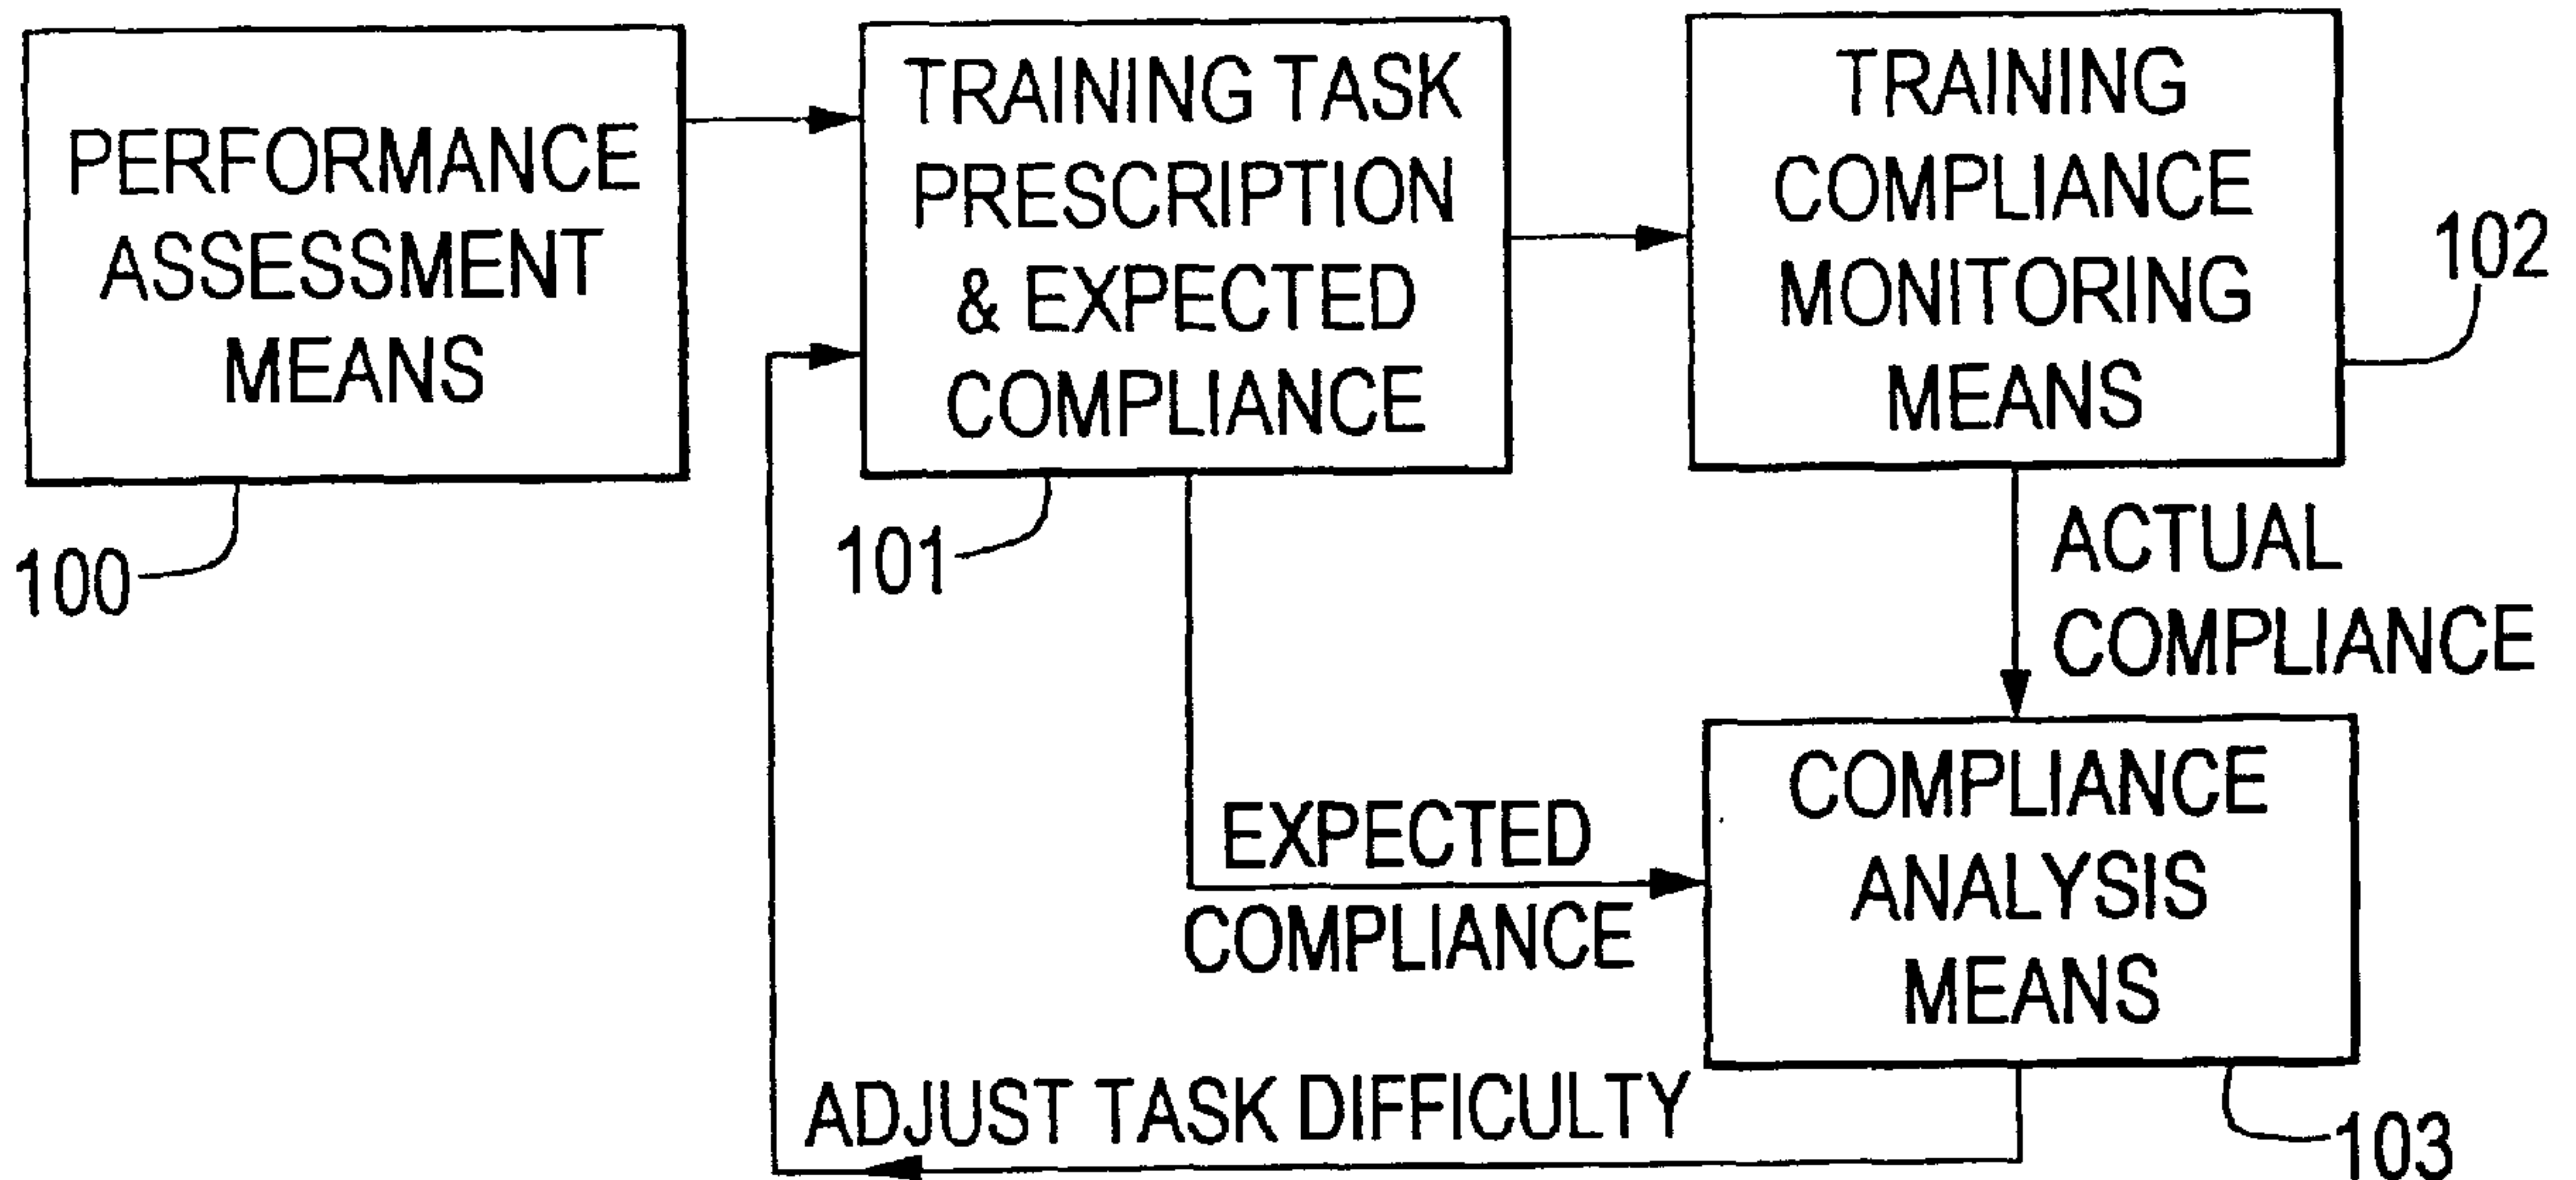 PERFORMANCE
ASSESSMENT
MEANS
100
TRAINING TASK
PRESCRIPTION
& EXPECTED
COMPLIANCE
101
TRAINING
COMPLIANCE
MONITORING
MEANS
102
ACTUAL
COMPLIANCE
EXPECTED
COMPLIANCE
COMPLIANCE
ANALYSIS
MEANS
103
ADJUST TASK DIFFICULTY